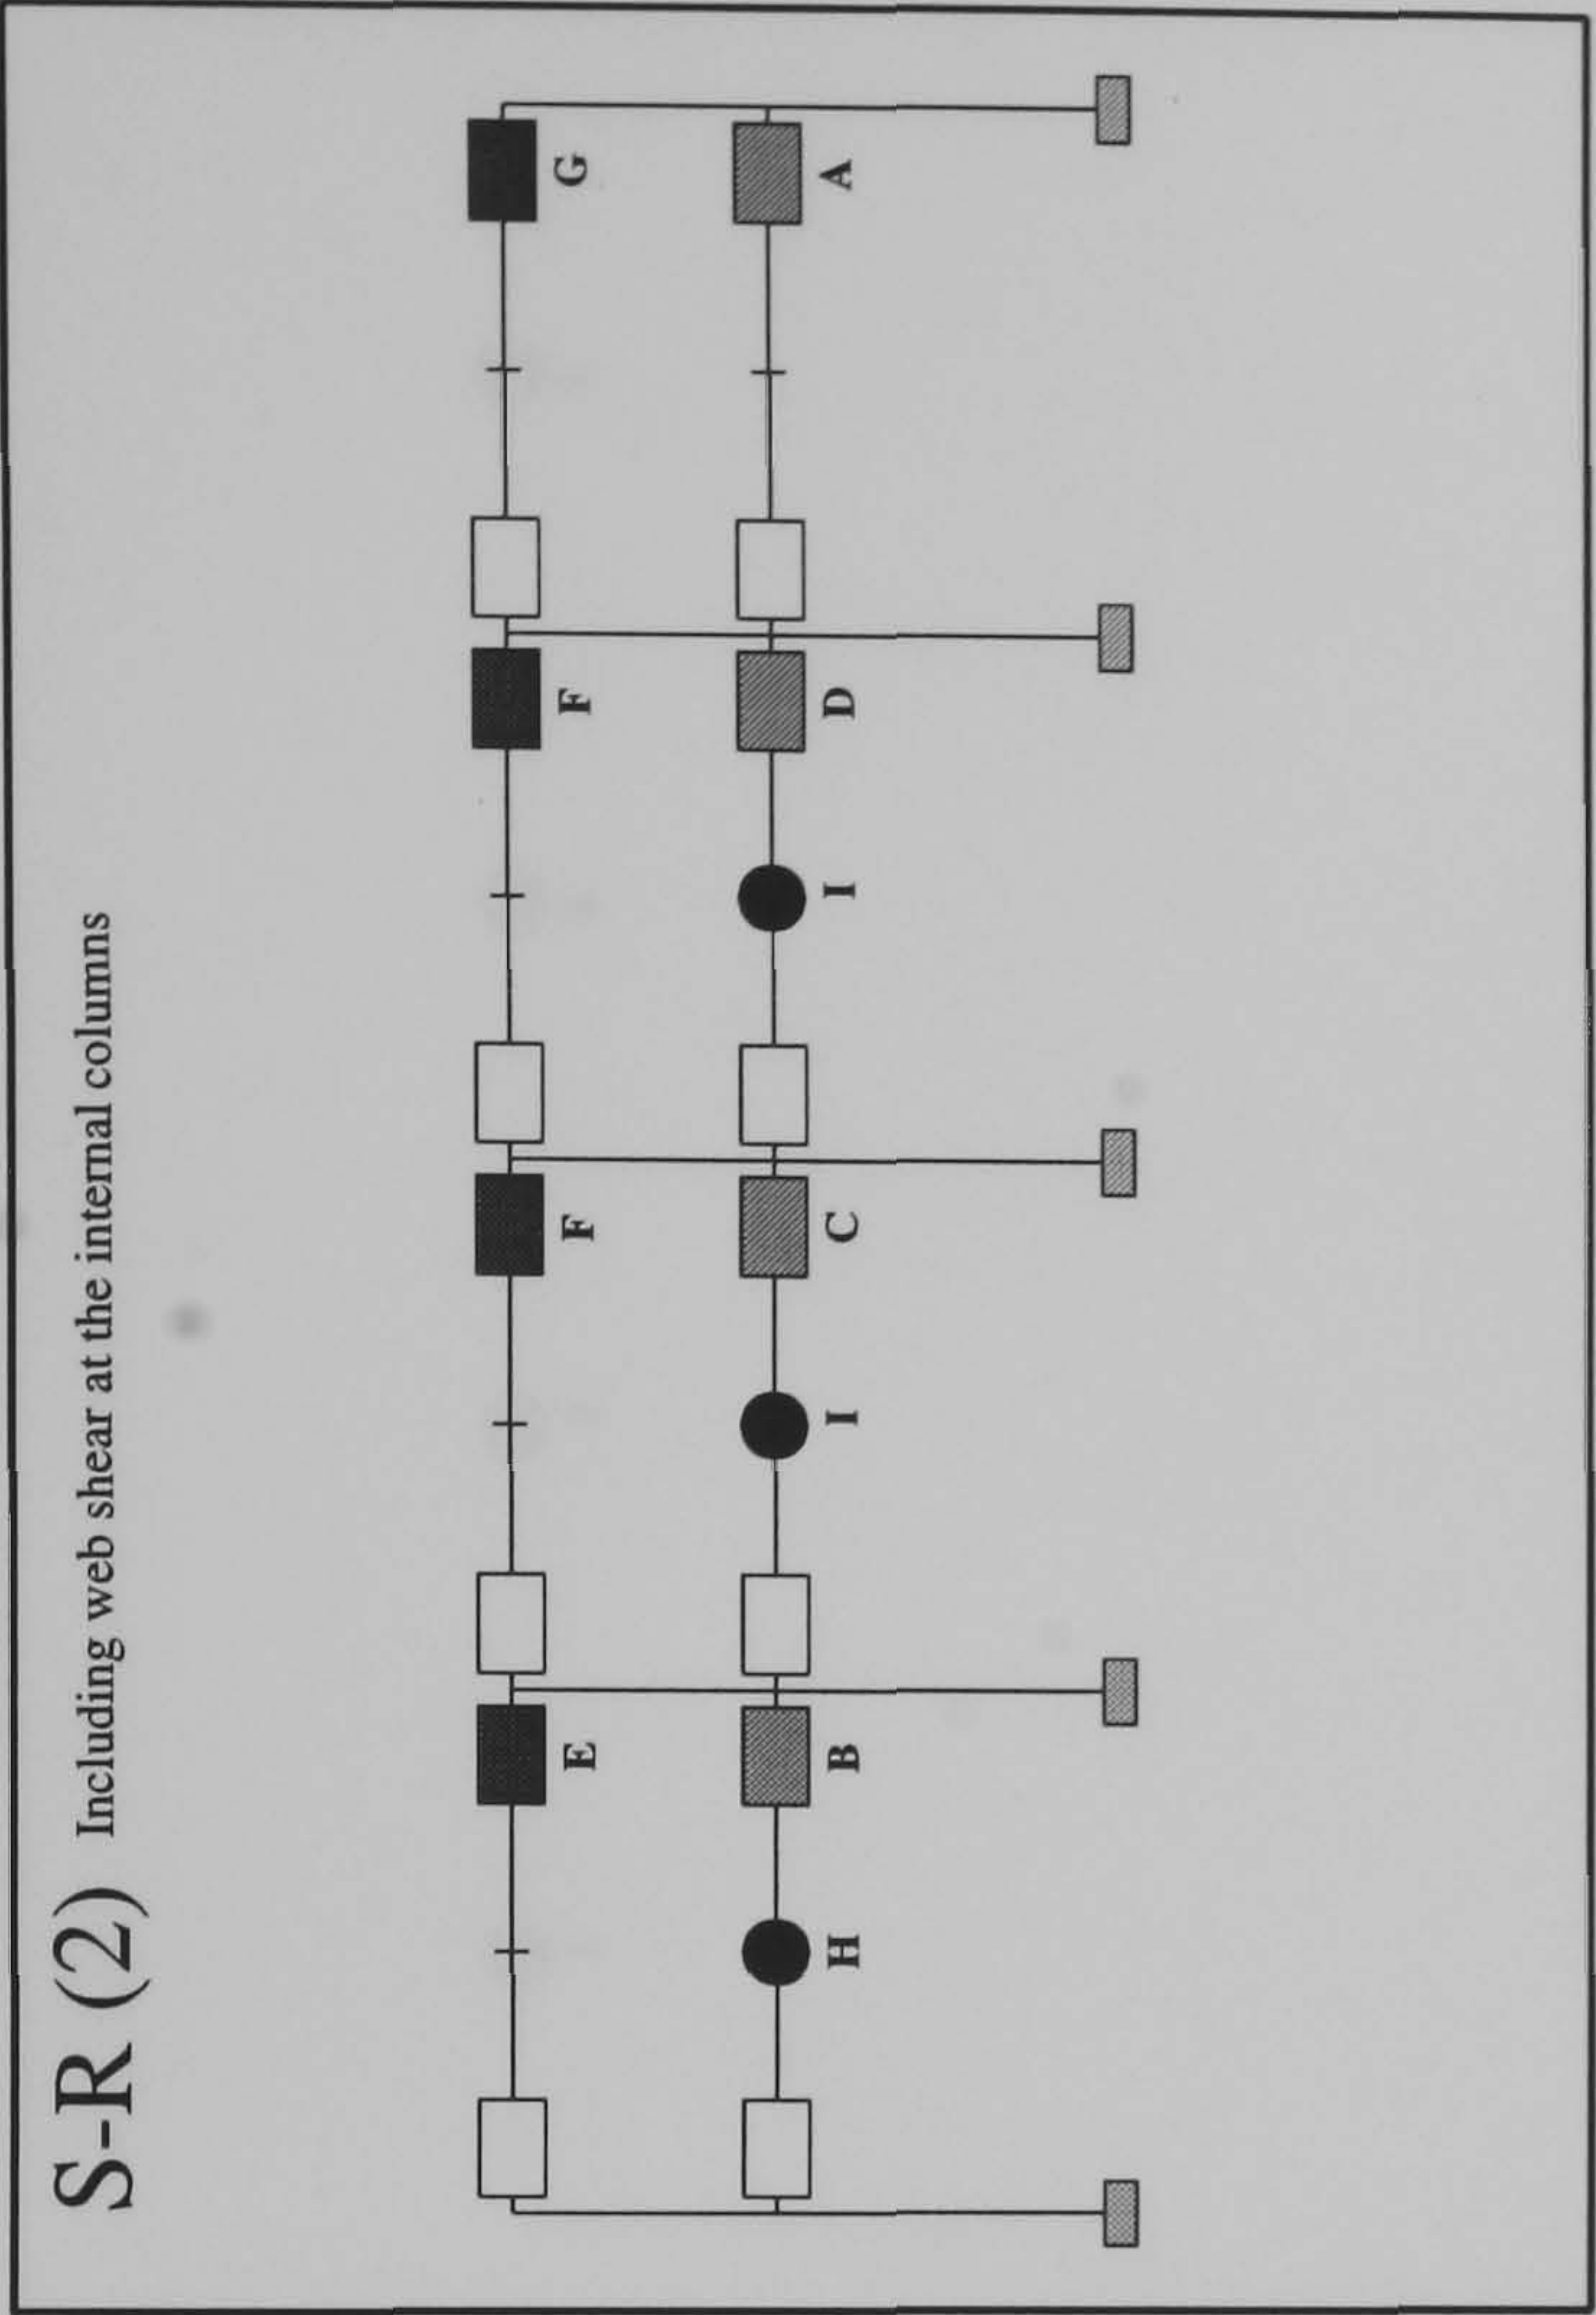 S-R (2) Including web shear at the internal columns
E F F G
H B I C I D A